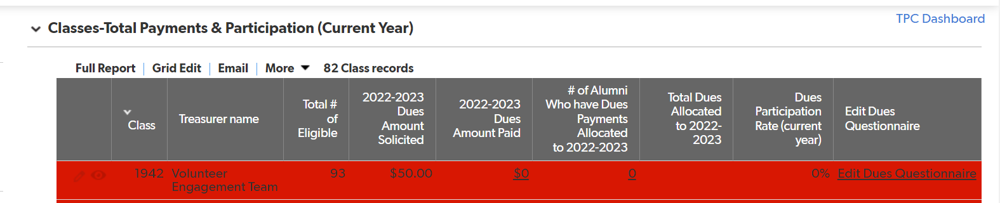 TPC Dashboard
Classes-Total Payments & Participation (Current Year)
Full Report | Grid Edit | Email | More 82 Class records
Class
Treasurer name
Total #
of
Eligible
2022-2023
Dues
Amount
Solicited
2022-2023
Dues
Amount Paid
# of Alumni
Who have Dues
Payments
Allocated
to 2022-2023
Total Dues
Allocated
to 2022-
2023
Dues
Participation
Rate (current
year)
Edit Dues
Questionnaire
1942 Volunteer 93 $50.00 $0 0 0% Edit Dues Questionnaire
Engagement Team